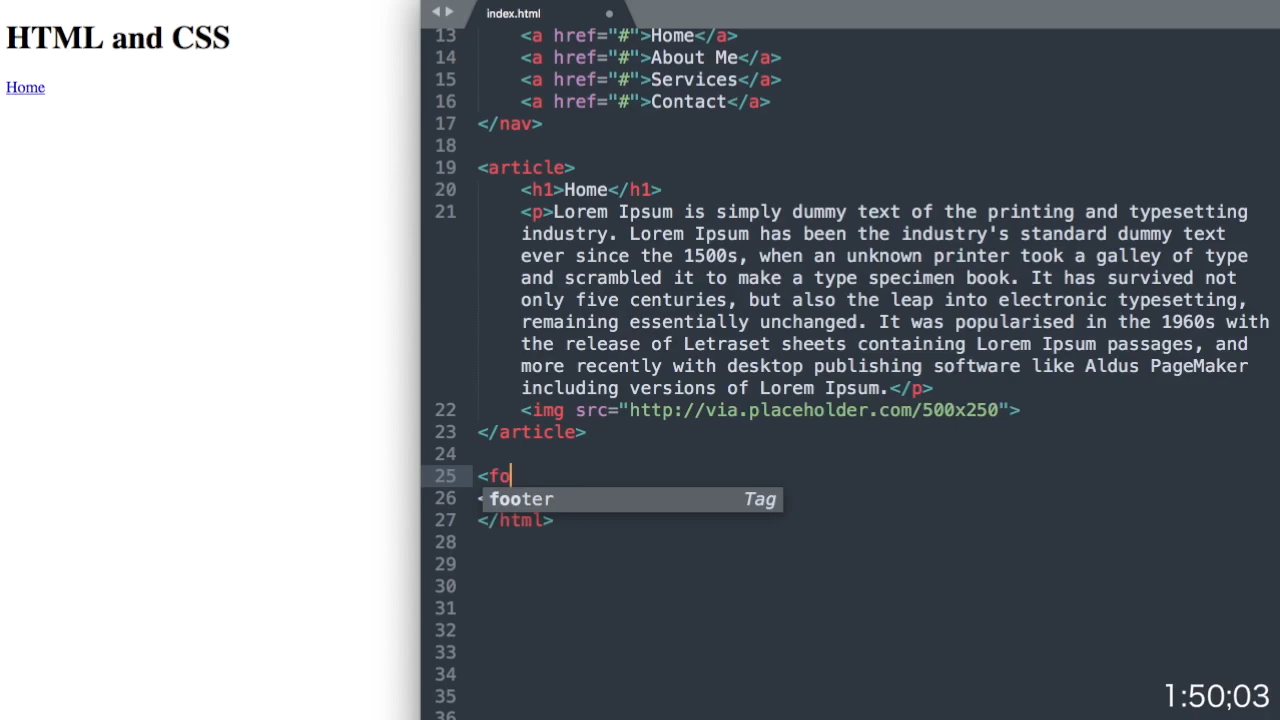 HTML and CSS
Home
index.html
13 <a href="#">Home</a>
14 <a href="#">About Me</a>
15 <a href="#">Services</a>
16 <a href="#">Contact</a>
17 </nav>
18
19 <article>
20 <h1>Home</h1>
21 <p>Lorem Ipsum is simply dummy text of the printing and typesetting
industry. Lorem Ipsum has been the industry's standard dummy text
ever since the 1500s, when an unknown printer took a galley of type
and scrambled it to make a type specimen book. It has survived not
only five centuries, but also the leap into electronic typesetting,
remaining essentially unchanged. It was popularised in the 1960s with
the release of Letraset sheets containing Lorem Ipsum passages, and
more recently with desktop publishing software like Aldus PageMaker
including versions of Lorem Ipsum.</p>
22 <img src="http://via.placeholder.com/500x250">
23 </article>
24
25 <fo
26 <
footer Tag
27 </html>
28
29
30
31
32
33
34
35
36
1:50;03